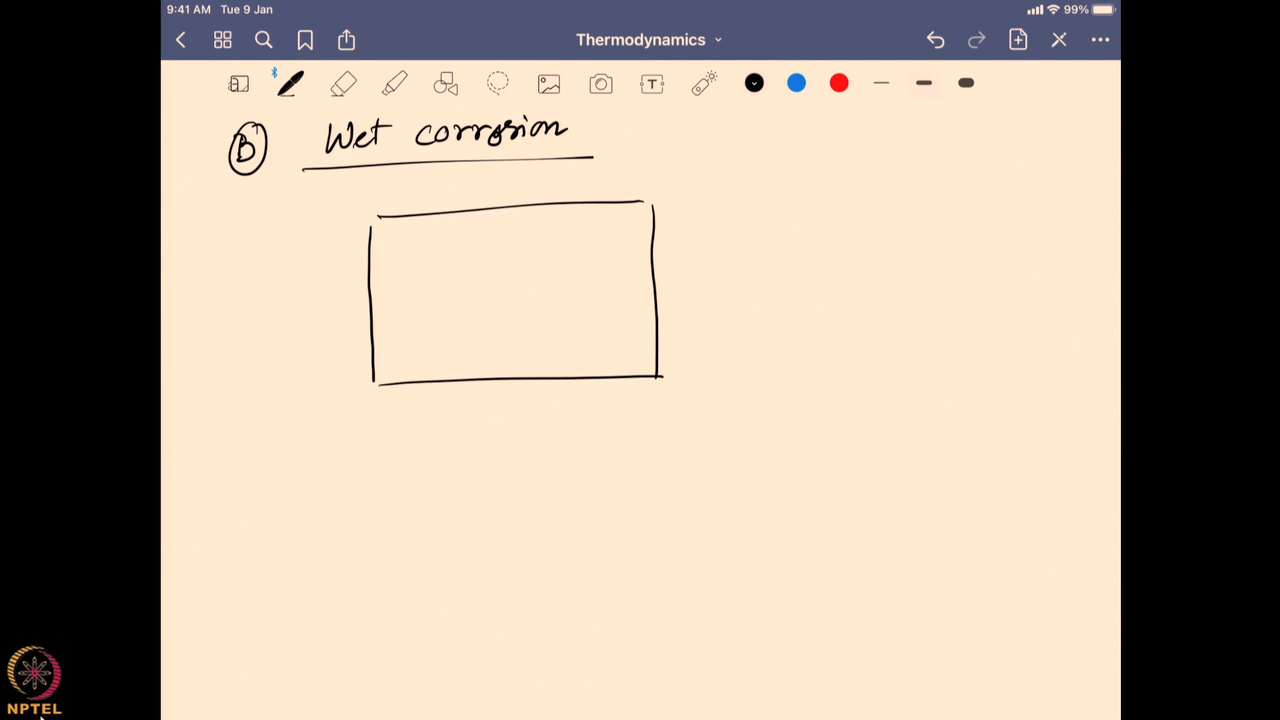 9:41 AM Tue 9 Jan
99%
Thermodynamics
T
B
Wet corrosion
NPTEL